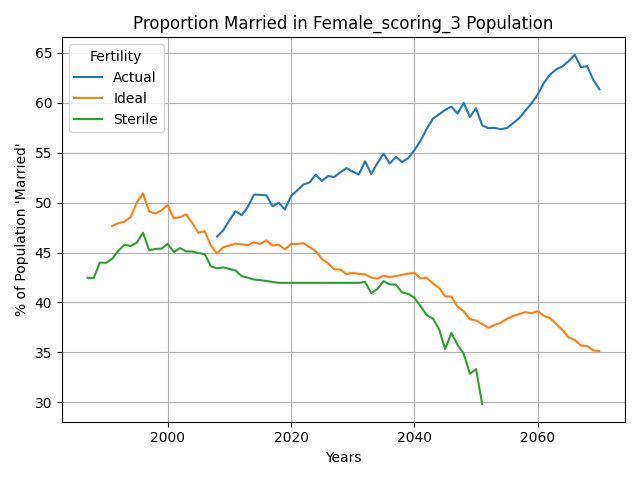 Proportion Married in Female_scoring_3 Population
Fertility
Actual
Ideal
Sterile
65
60
55
50
45
40
35
30
% of Population 'Married'
2000
2020
2040
2060
Years